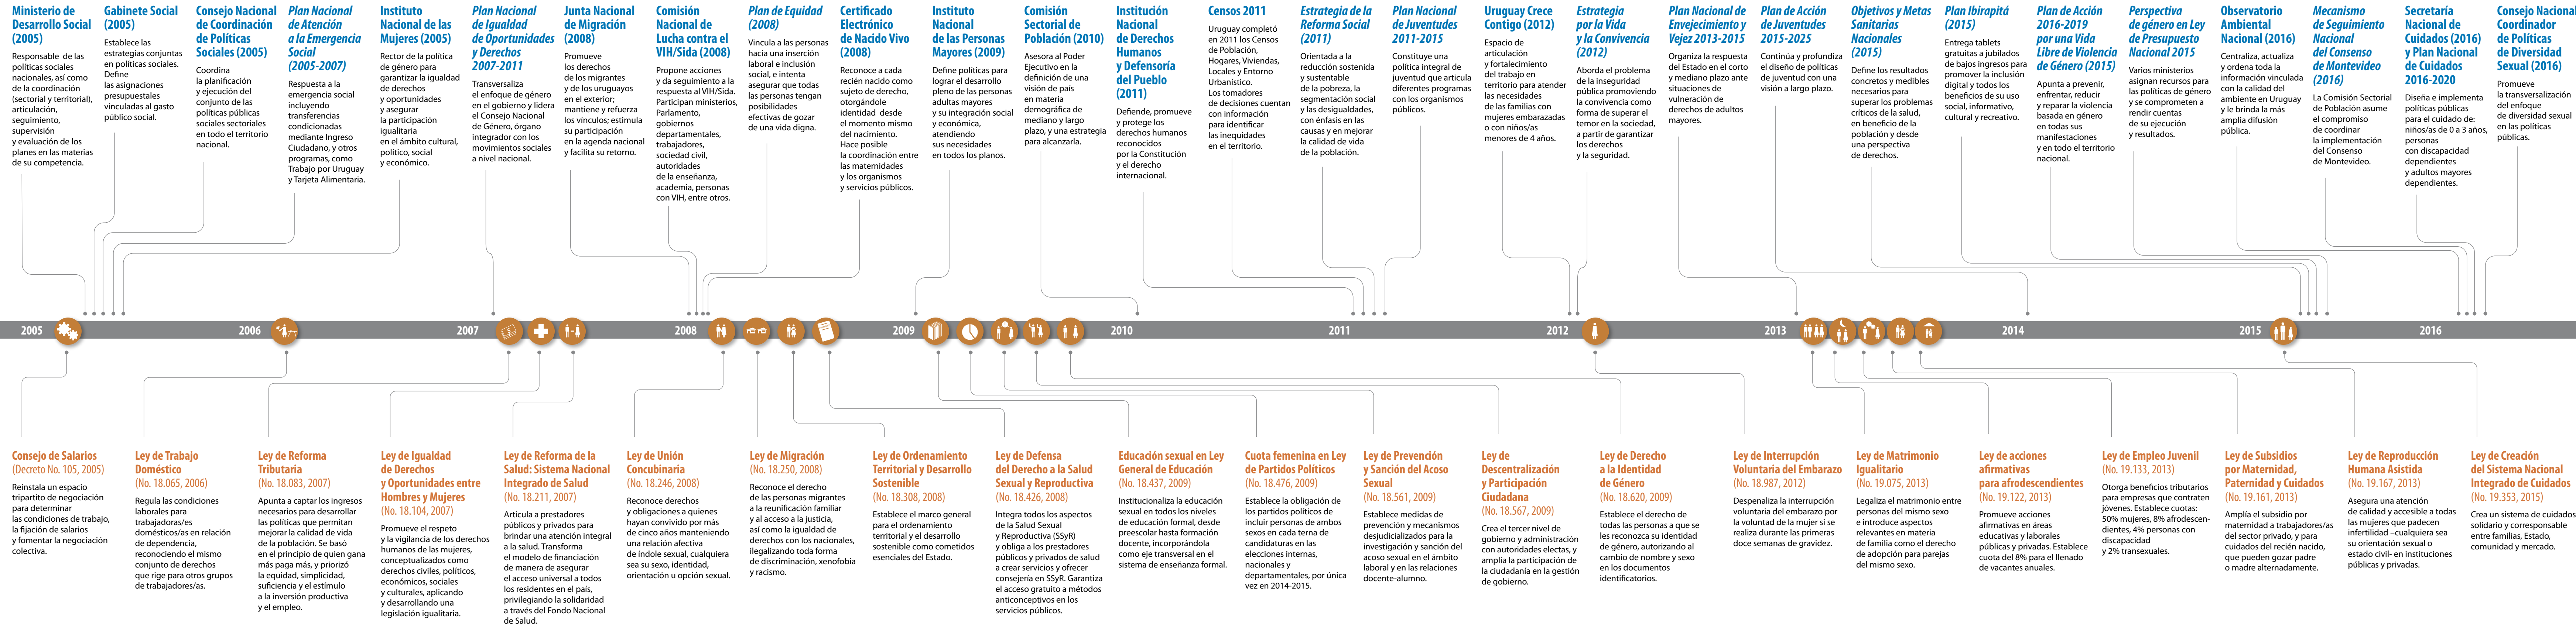 Ministerio de
Desarrollo Social
(2005)
Responsable de las
políticas sociales
nacionales, así como
de la coordinación
(sectorial y territorial),
articulación,
seguimiento,
supervisión
y evaluación de los
planes en las materias
de su competencia.
Gabinete Social
(2005)
Establece las
estrategias conjuntas
en políticas sociales.
Define
las asignaciones
presupuestales
vinculadas al gasto
público social.
Consejo Nacional
de Coordinación
de Políticas
Sociales (2005)
Coordina
la planificación
y ejecución del
conjunto de las
políticas públicas
sociales sectoriales
en todo el territorio
nacional.
Plan Nacional
de Atención
a la Emergencia
Social
(2005-2007)
Respuesta a la
emergencia social
incluyendo
transferencias
condicionadas
mediante Ingreso
Ciudadano, y otros
programas, como
Trabajo por Uruguay
y Tarjeta Alimentaria.
Instituto
Nacional de las
Mujeres (2005)
Rector de la política
de género para
garantizar la igualdad
de derechos
y oportunidades
y asegurar
la participación
igualitaria
en el ámbito cultural,
político, social
y económico.
Plan Nacional
de Igualdad
de Oportunidades
y Derechos
2007-2011
Transversaliza
el enfoque de género
en el gobierno y lidera
el Consejo Nacional
de Género, órgano
integrador con los
movimientos sociales
a nivel nacional.
Junta Nacional
de Migración
(2008)
Promueve
los derechos
de los migrantes
y de los uruguayos
en el exterior;
mantiene y refuerza
los vínculos; estimula
su participación
en la agenda nacional
y facilita su retorno.
Comisión
Nacional de
Lucha contra el
VIH/Sida (2008)
Propone acciones
y da seguimiento a la
respuesta al VIH/Sida.
Participan ministerios,
Parlamento,
gobiernos
departamentales,
trabajadores,
sociedad civil,
autoridades
de la enseñanza,
academia, personas
con VIH, entre otros.
Plan de Equidad
(2008)
Vincula a las personas
hacia una inserción
laboral e inclusión
social, e intenta
asegurar que todas
las personas tengan
posibilidades
efectivas de gozar
de una vida digna.
Certificado
Electrónico
de Nacido Vivo
(2008)
Reconoce a cada
recién nacido como
sujeto de derecho,
otorgándole
identidad desde
el momento mismo
del nacimiento.
Hace posible
la coordinación entre
las maternidades
y los organismos
y servicios públicos.
Instituto
Nacional
de las Personas
Mayores (2009)
Define políticas para
lograr el desarrollo
pleno de las personas
adultas mayores
y su integración social
y económica,
atendiendo
sus necesidades
en todos los planos.
Comisión
Sectorial de
Población (2010)
Asesora al Poder
Ejecutivo en la
definición de una
visión de país
en materia
demográfica de
mediano y largo
plazo, y una estrategia
para alcanzarla.
Institución
Nacional
de Derechos
Humanos
y Defensoría
del Pueblo
(2011)
Defiende, promueve
y protege los
derechos humanos
reconocidos
por la Constitución
y el derecho
internacional.
Censos 2011
Uruguay completó
en 2011 los Censos
de Población,
Hogares, Viviendas,
Locales y Entorno
Urbanístico.
Los tomadores
de decisiones cuentan
con información
para identificar
las inequidades
en el territorio.
Estrategia de la
Reforma Social
(2011)
Orientada a la
reducción sostenida
y sustentable
de la pobreza, la
segmentación social
y las desigualdades,
con énfasis en las
causas y en mejorar
la calidad de vida
de la población.
Plan Nacional
de Juventudes
2011-2015
Constituye una
política integral de
juventud que articula
diferentes programas
con los organismos
públicos.
Uruguay Crece
Contigo (2012)
Espacio de
articulación
y fortalecimiento
del trabajo en
territorio para atender
las necesidades
de las familias con
mujeres embarazadas
o con niños/as
menores de 4 años.
Estrategia
por la Vida
y la Convivencia
(2012)
Aborda el problema
de la inseguridad
pública promoviendo
la convivencia como
forma de superar el
temor en la sociedad,
a partir de garantizar
los derechos
y la seguridad.
Plan Nacional de
Envejecimiento y
Vejez 2013-2015
Organiza la respuesta
del Estado en el corto
y mediano plazo ante
situaciones de
vulneración de
derechos de adultos
mayores.
Plan de Acción
de Juventudes
2015-2025
Continúa y profundiza
el diseño de políticas
de juventud con una
visión a largo plazo.
Objetivos y Metas
Sanitarias
Nacionales
(2015)
Define los resultados
concretos y medibles
necesarios para
superar los problemas
críticos de la salud,
en beneficio de la
población y desde
una perspectiva
de derechos.
Plan Ibirapitá
(2015)
Entrega tablets
gratuitas a jubilados
de bajos ingresos para
promover la inclusión
digital y todos los
beneficios de su uso
social, informativo,
cultural y recreativo.
Plan de Acción
2016-2019
por una Vida
Libre de Violencia
de Género (2015)
Apunta a prevenir,
enfrentar, reducir
y reparar la violencia
basada en género
en todas sus
manifestaciones
y en todo el territorio
nacional.
Perspectiva
de género en Ley
de Presupuesto
Nacional 2015
Varios ministerios
asignan recursos para
las políticas de género
y se comprometen a
rendir cuentas
de su ejecución
y resultados.
Observatorio
Ambiental
Nacional (2016)
Centraliza, actualiza
y ordena toda la
información vinculada
con la calidad del
ambiente en Uruguay
y le brinda la más
amplia difusión
pública.
Mecanismo
de Seguimiento
Nacional
del Consenso
de Montevideo
(2016)
La Comisión Sectorial
de Población asume
el compromiso
de coordinar
la implementación
del Consenso
de Montevideo.
Secretaría
Nacional de
Cuidados (2016)
y Plan Nacional
de Cuidados
2016-2020
Diseña e implementa
políticas públicas
para el cuidado de:
niños/as de 0 a 3 años,
personas
con discapacidad
dependientes
y adultos mayores
dependientes.
Consejo Nacional
Coordinador
de Políticas
de Diversidad
Sexual (2016)
Promueve
la transversalización
del enfoque
de diversidad sexual
en las políticas
públicas.
2005 2006 2007 2008 2009 2010 2011 2012 2013 2014 2015 2016
Consejo de Salarios
(Decreto No. 105, 2005)
Reinstala un espacio
tripartito de negociación
para determinar
las condiciones de trabajo,
la fijación de salarios
y fomentar la negociación
colectiva.
Ley de Trabajo
Doméstico
(No. 18.065, 2006)
Regula las condiciones
laborales para
trabajadoras/es
domésticos/as en relación
de dependencia,
reconociendo el mismo
conjunto de derechos
que rige para otros grupos
de trabajadores/as.
Ley de Reforma
Tributaria
(No. 18.083, 2007)
Apunta a captar los ingresos
necesarios para desarrollar
las políticas que permitan
mejorar la calidad de vida
de la población. Se basó
en el principio de quien gana
más paga más, y priorizó
la equidad, simplicidad,
suficiencia y el estímulo
a la inversión productiva
y el empleo.
Ley de Igualdad
de Derechos
y Oportunidades entre
Hombres y Mujeres
(No. 18.104, 2007)
Promueve el respeto
y la vigilancia de los derechos
humanos de las mujeres,
conceptualizados como
derechos civiles, políticos,
económicos, sociales
y culturales, aplicando
y desarrollando una
legislación igualitaria.
Ley de Reforma de la
Salud: Sistema Nacional
Integrado de Salud
(No. 18.211, 2007)
Articula a prestadores
públicos y privados para
brindar una atención integral
a la salud. Transforma
el modelo de financiación
de manera de asegurar
el acceso universal a todos
los residentes en el país,
privilegiando la solidaridad
a través del Fondo Nacional
de Salud.
Ley de Unión
Concubinaria
(No. 18.246, 2008)
Reconoce derechos
y obligaciones a quienes
hayan convivido por más
de cinco años manteniendo
una relación afectiva
de índole sexual, cualquiera
sea su sexo, identidad,
orientación u opción sexual.
Ley de Migración
(No. 18.250, 2008)
Reconoce el derecho
de las personas migrantes
a la reunificación familiar
y al acceso a la justicia,
así como la igualdad de
derechos con los nacionales,
ilegalizando toda forma
de discriminación, xenofobia
y racismo.
Ley de Ordenamiento
Territorial y Desarrollo
Sostenible
(No. 18.308, 2008)
Establece el marco general
para el ordenamiento
territorial y el desarrollo
sostenible como cometidos
esenciales del Estado.
Ley de Defensa
del Derecho a la Salud
Sexual y Reproductiva
(No. 18.426, 2008)
Integra todos los aspectos
de la Salud Sexual
y Reproductiva (SSyR)
y obliga a los prestadores
públicos y privados de salud
a crear servicios y ofrecer
consejería en SSyR. Garantiza
el acceso gratuito a métodos
anticonceptivos en los
servicios públicos.
Educación sexual en Ley
General de Educación
(No. 18.437, 2009)
Institucionaliza la educación
sexual en todos los niveles
de educación formal, desde
preescolar hasta formación
docente, incorporándola
como eje transversal en el
sistema de enseñanza formal.
Cuota femenina en Ley
de Partidos Políticos
(No. 18.476, 2009)
Establece la obligación de
los partidos políticos de
incluir personas de ambos
sexos en cada terna de
candidaturas en las
elecciones internas,
nacionales y
departamentales, por única
vez en 2014-2015.
Ley de Prevención
y Sanción del Acoso
Sexual
(No. 18.561, 2009)
Establece medidas de
prevención y mecanismos
desjudicializados para la
investigación y sanción del
acoso sexual en el ámbito
laboral y en las relaciones
docente-alumno.
Ley de
Descentralización
y Participación
Ciudadana
(No. 18.567, 2009)
Crea el tercer nivel de
gobierno y administración
con autoridades electas, y
amplía la participación de
la ciudadanía en la gestión
de gobierno.
Ley de Derecho
a la Identidad
de Género
(No. 18.620, 2009)
Establece el derecho de
todas las personas a que se
les reconozca su identidad
de género, autorizando al
cambio de nombre y sexo
en los documentos
identificatorios.
Ley de Interrupción
Voluntaria del Embarazo
(No. 18.987, 2012)
Despenaliza la interrupción
voluntaria del embarazo por
la voluntad de la mujer si se
realiza durante las primeras
doce semanas de gravidez.
Ley de Matrimonio
Igualitario
(No. 19.075, 2013)
Legaliza el matrimonio entre
personas del mismo sexo
e introduce aspectos
relevantes en materia
de familia como el derecho
de adopción para parejas
del mismo sexo.
Ley de acciones
afirmativas
para afrodescendientes
(No. 19.122, 2013)
Promueve acciones
afirmativas en áreas
educativas y laborales
públicas y privadas. Establece
cuota del 8% para el llenado
de vacantes anuales.
Ley de Empleo Juvenil
(No. 19.133, 2013)
Otorga beneficios tributarios
para empresas que contraten
jóvenes. Establece cuotas:
50% mujeres, 8% afrodescen-
dientes, 4% personas con
discapacidad
y 2% transexuales.
Ley de Subsidios
por Maternidad,
Paternidad y Cuidados
(No. 19.161, 2013)
Amplía el subsidio por
maternidad a trabajadores/as
del sector privado, y para
cuidados del recién nacido,
que pueden gozar padre
o madre alternadamente.
Ley de Reproducción
Humana Asistida
(No. 19.167, 2013)
Asegura una atención
de calidad y accesible a todas
las mujeres que padecen
infertilidad –cualquiera sea
su orientación sexual o
estado civil- en instituciones
públicas y privadas.
Ley de Creación
del Sistema Nacional
Integrado de Cuidados
(No. 19.353, 2015)
Crea un sistema de cuidados
solidario y corresponsable
entre familias, Estado,
comunidad y mercado.